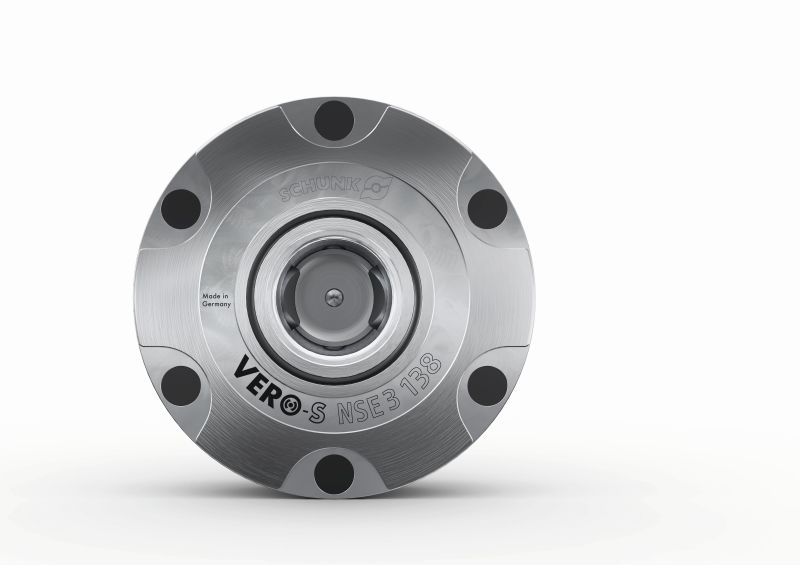 SCHUNK
Made in
Germany
VERO-S NSE3 138